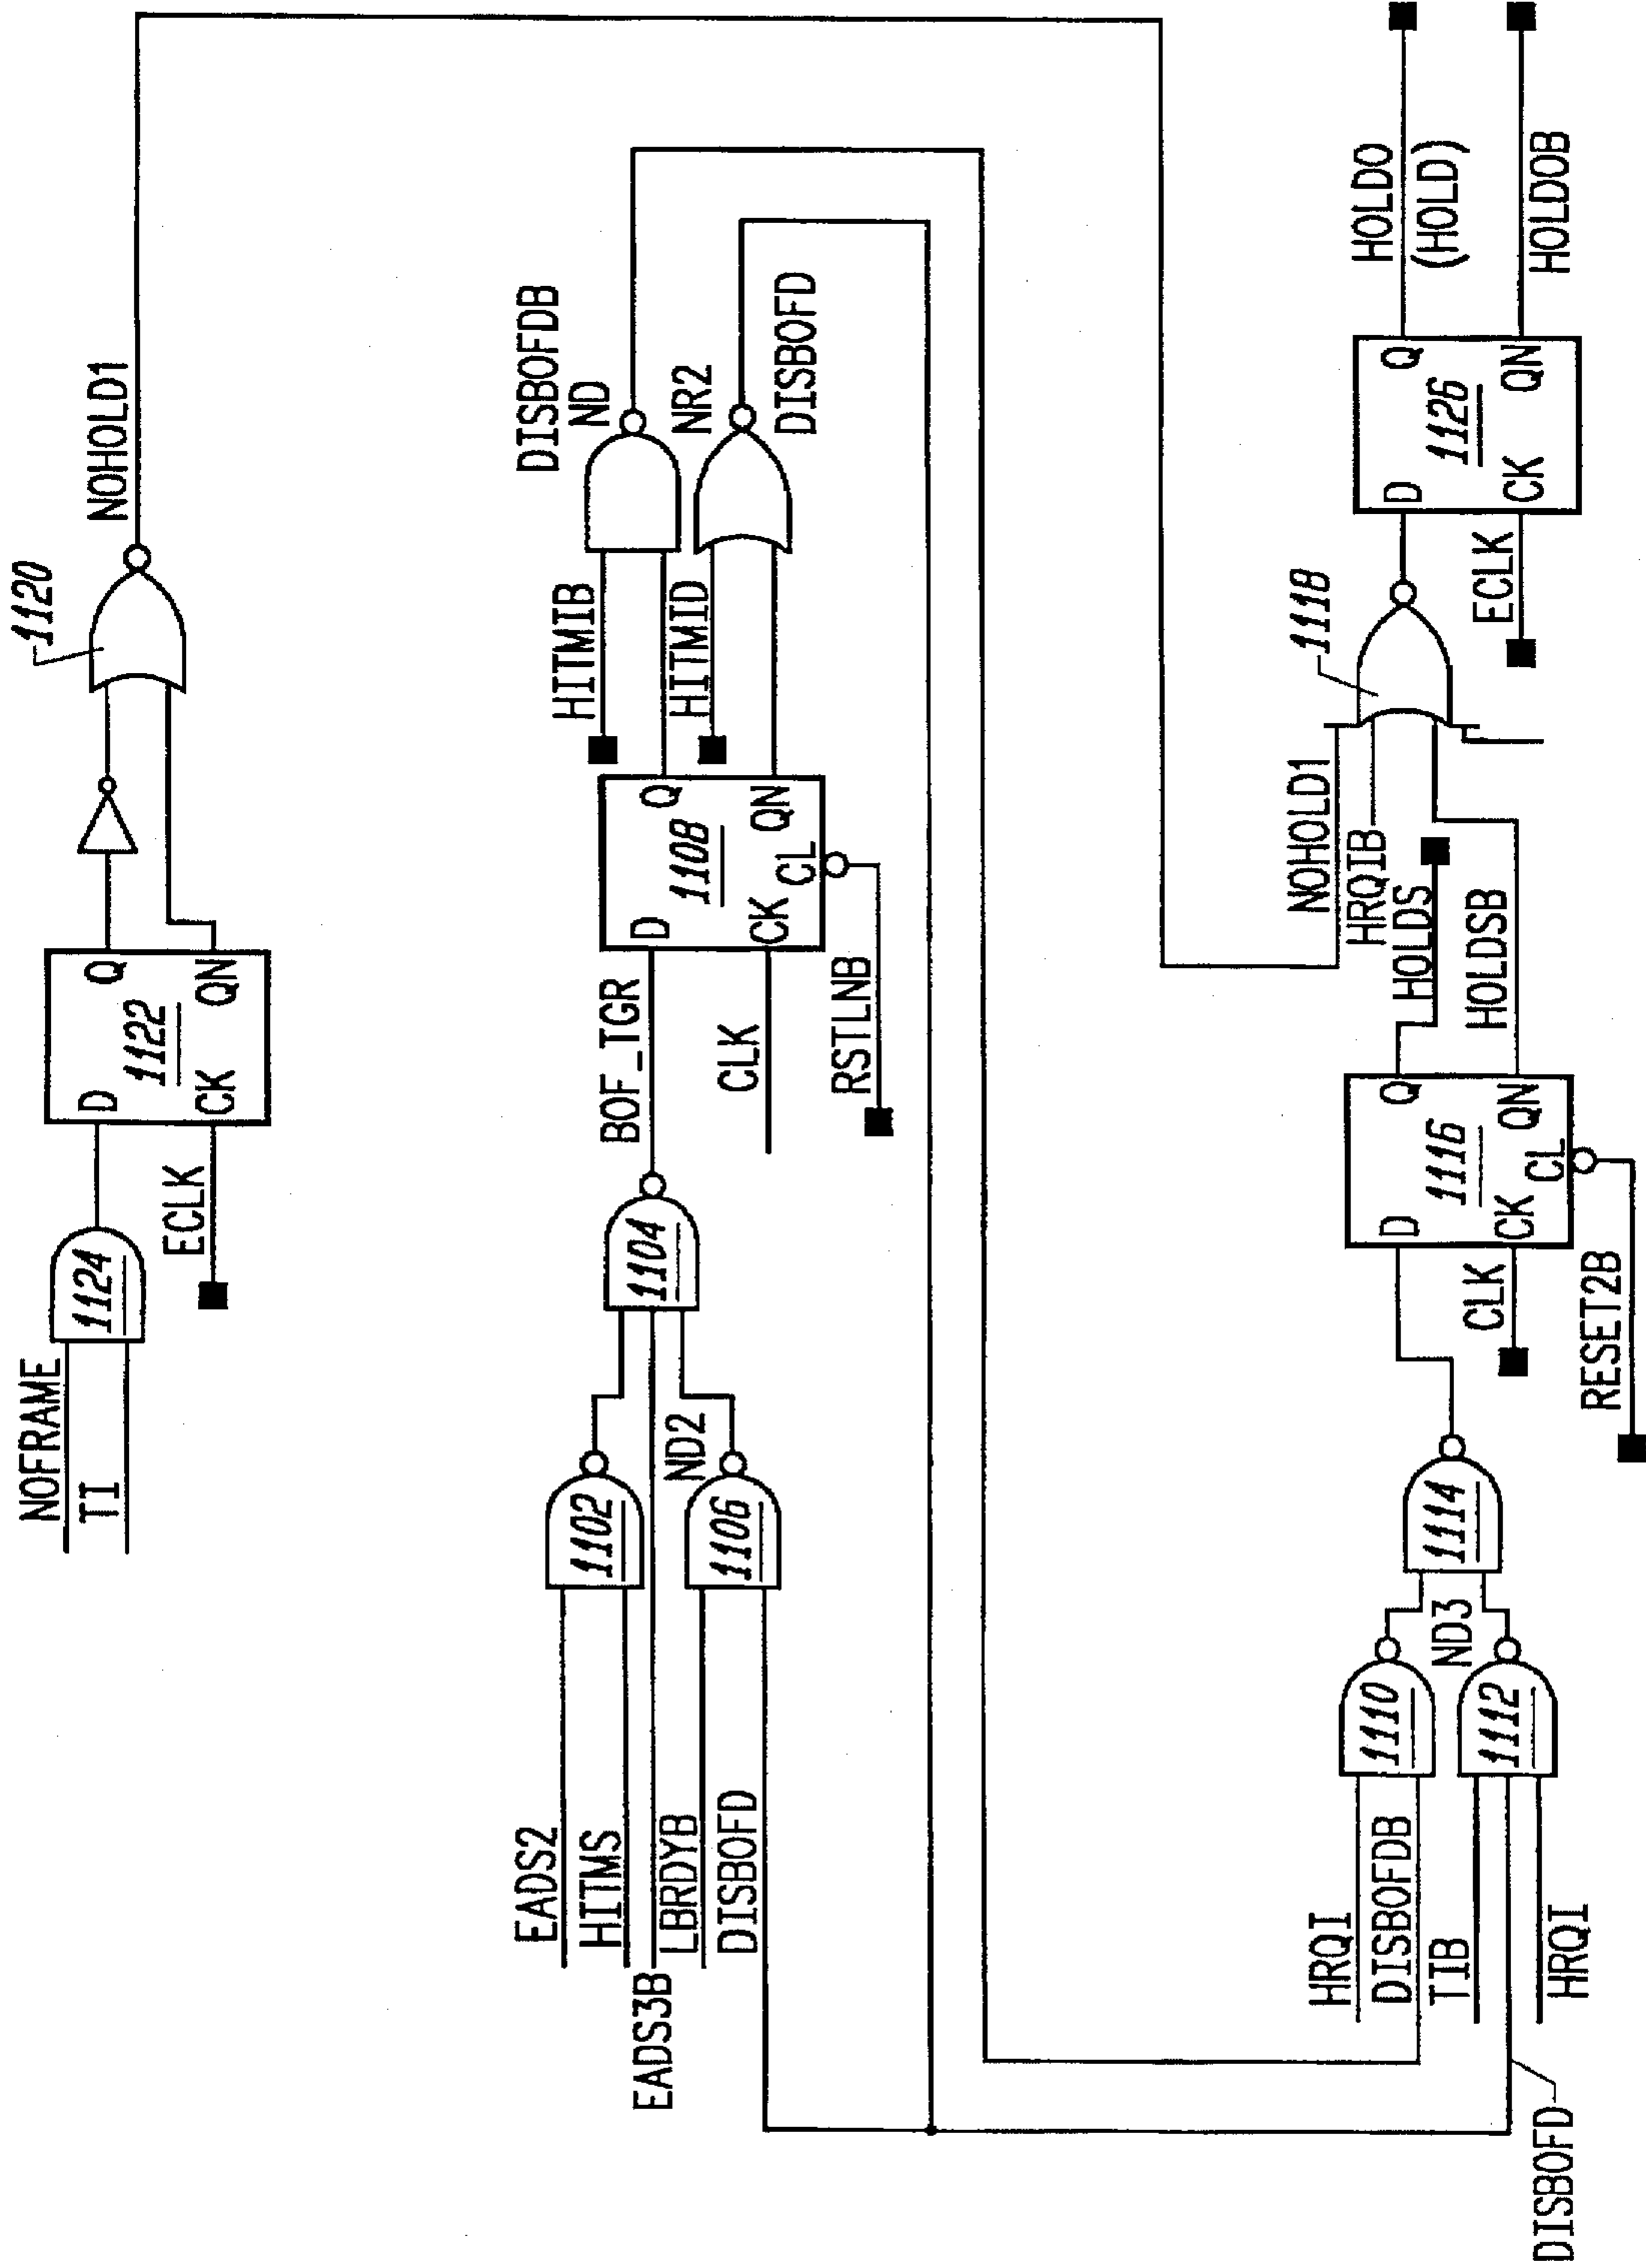 1120
NOHOLD1
NOFRAME
TI
1124
ECLK
D
Q
1122
CK
QN
DISBOFDB
ND
NR2
DISBOFD
HITMIB
HITMID
EADS2
HITMS
EADS3B
LBRDYB
DISBOFD
1102
ND2
1106
1104
BOF_TGR
CLK
D
Q
1108
CK
QN
CL
RSTLNB
HRQI
DISBOFDB
TIB
HRQI
DISBOFD
1110
ND3
1112
1114
CLK
D
Q
1116
CK
QN
CL
RESET2B
NOHOLD1
HRQIB
HOLDS
HOLDSB
1118
ECLK
D
Q
1126
CK
QN
HOLDO
(HOLD)
HOLDOB